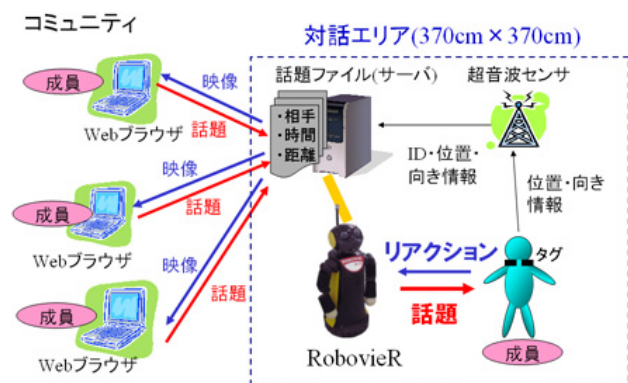 コミュニティ
対話エリア(370cm×370cm)
成員
Webブラウザ
映像
話題
話題ファイル(サーバ)
・相手
・時間
・距離
超音波センサ
ID・位置・
向き情報
位置・向き
情報
成員
Webブラウザ
映像
話題
成員
Webブラウザ
映像
話題
リアクション
話題
タグ
RobovieR
成員